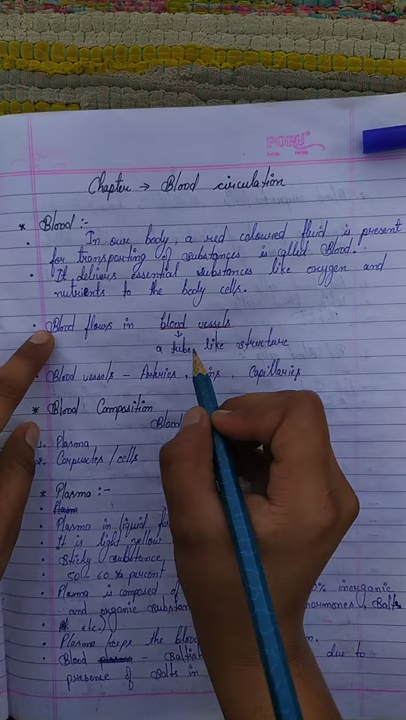 Chapter → Blood circulation
* Blood :-
• In our body, a red coloured fluid is present
for transporting of substances is called Blood.
• It delivers essential substances like oxygen and
nutrients to the body cells.
• Blood flows in blood vessels
↓
a tube like structure
• Blood vessels - Arteries, , Capillaries
* Blood Composition
Blood
1. Plasma
2. Corpuscles / cells
* Plasma :-
• Plasma in liquid
• It is light yellow
• Sticky substance
50 - 60 % percent
• Plasma is composed of 0% inorganic
and organic , salts
etc.)
• Plasma keeps the blood
• Blood - due to
presence of salts in